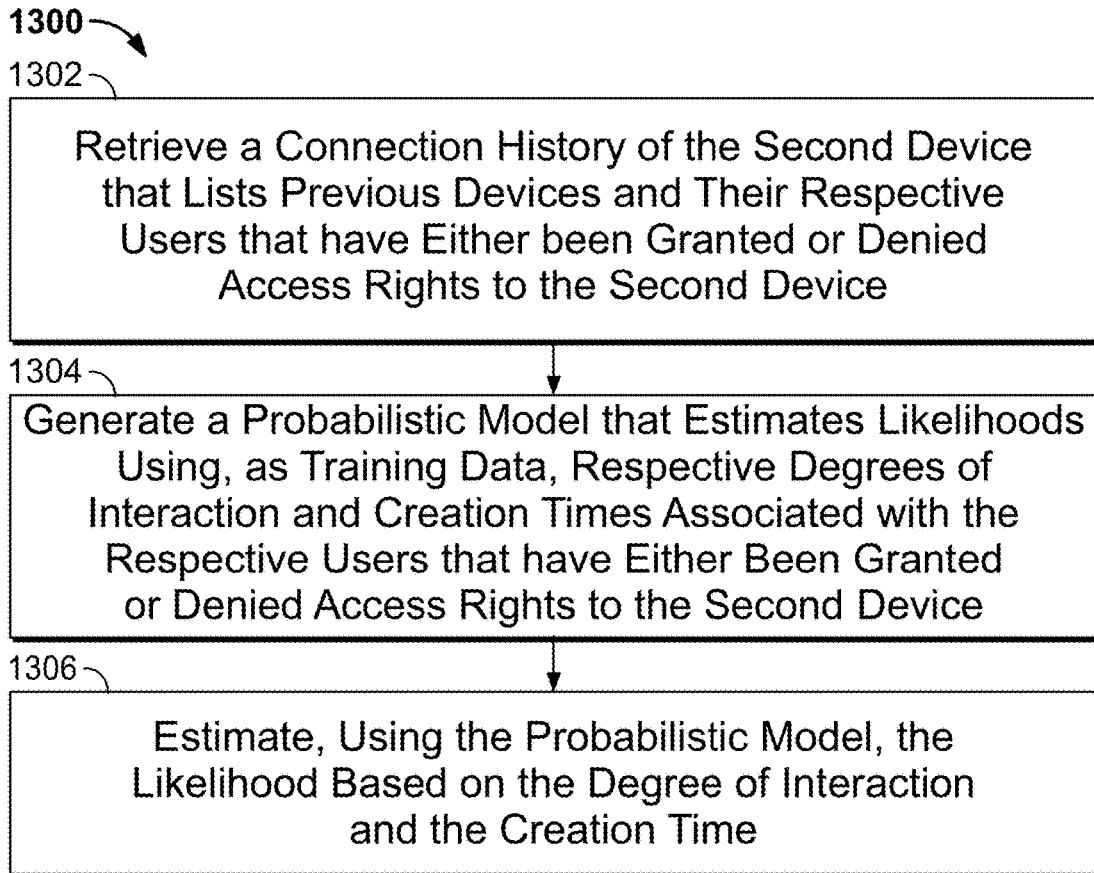 1300
1302
Retrieve a Connection History of the Second Device
that Lists Previous Devices and Their Respective
Users that have Either been Granted or Denied
Access Rights to the Second Device
1304
Generate a Probabilistic Model that Estimates Likelihoods
Using, as Training Data, Respective Degrees of
Interaction and Creation Times Associated with the
Respective Users that have Either Been Granted
or Denied Access Rights to the Second Device
1306
Estimate, Using the Probabilistic Model, the
Likelihood Based on the Degree of Interaction
and the Creation Time